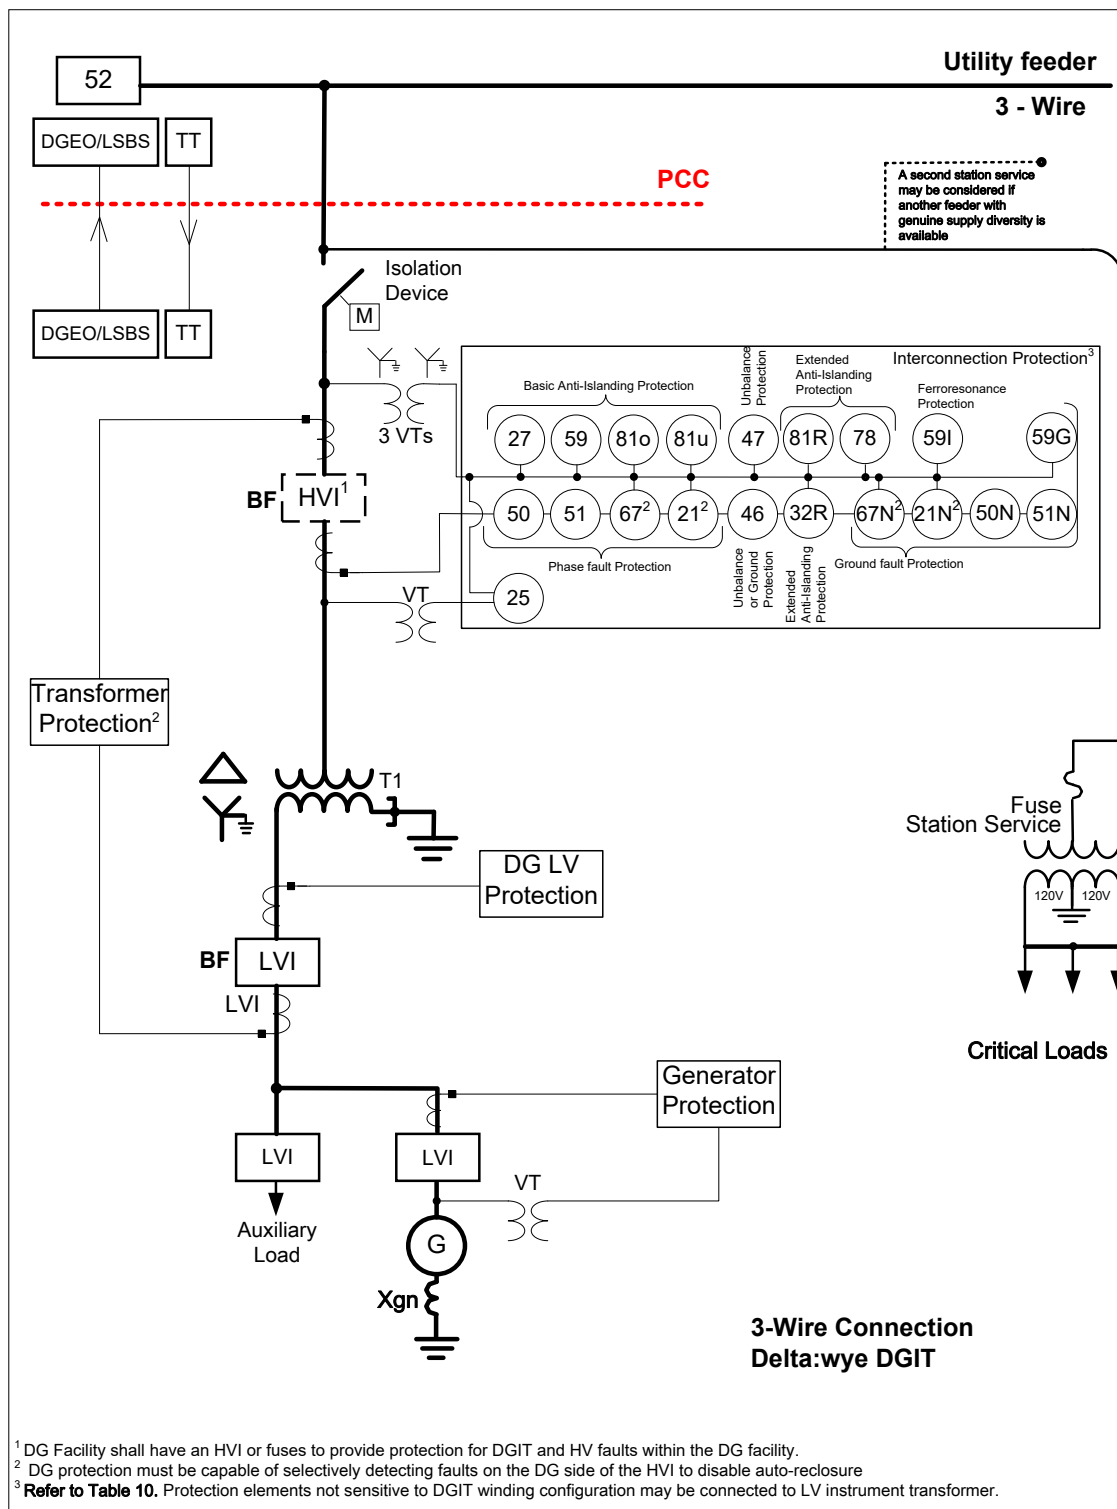 52
Utility feeder
3 - Wire
DGEO/LSBS
TT
PCC
A second station service
may be considered if
another feeder with
genuine supply diversity is
available
DGEO/LSBS
TT
Isolation
Device
M
3 VTs
Interconnection Protection3
Basic Anti-Islanding Protection
Unbalance
Protection
Extended
Anti-Islanding
Protection
Ferroresonance
Protection
27
59
81o
81u
47
81R
78
59I
59G
BF
HVI1
50
51
67²
21²
46
32R
67N²
21N²
50N
51N
Phase fault Protection
Unbalance
or Ground
Protection
Extended
Anti-Islanding
Protection
Ground fault Protection
VT
25
Transformer
Protection²
T1
Fuse
Station Service
120V
120V
DG LV
Protection
BF
LVI
LVI
Critical Loads
Generator
Protection
LVI
LVI
VT
Auxiliary
Load
G
Xgn
3-Wire Connection
Delta:wye DGIT
1 DG Facility shall have an HVI or fuses to provide protection for DGIT and HV faults within the DG facility.
2 DG protection must be capable of selectively detecting faults on the DG side of the HVI to disable auto-reclosure
3 Refer to Table 10. Protection elements not sensitive to DGIT winding configuration may be connected to LV instrument transformer.